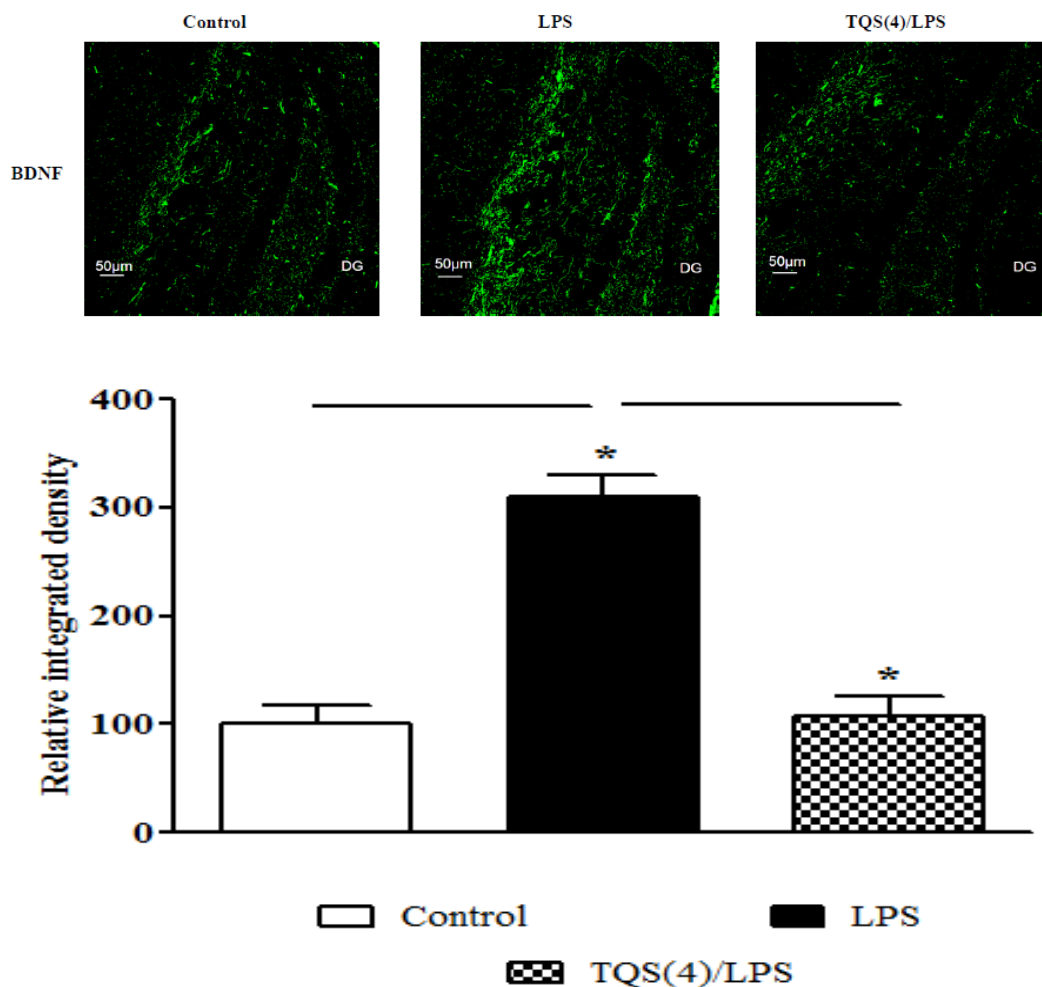 Control LPS TQS(4)/LPS
BDNF
50µm DG 50µm DG 50µm DG
400
300
200
100
0
Relative integrated density
*
*
Control LPS
TQS(4)/LPS